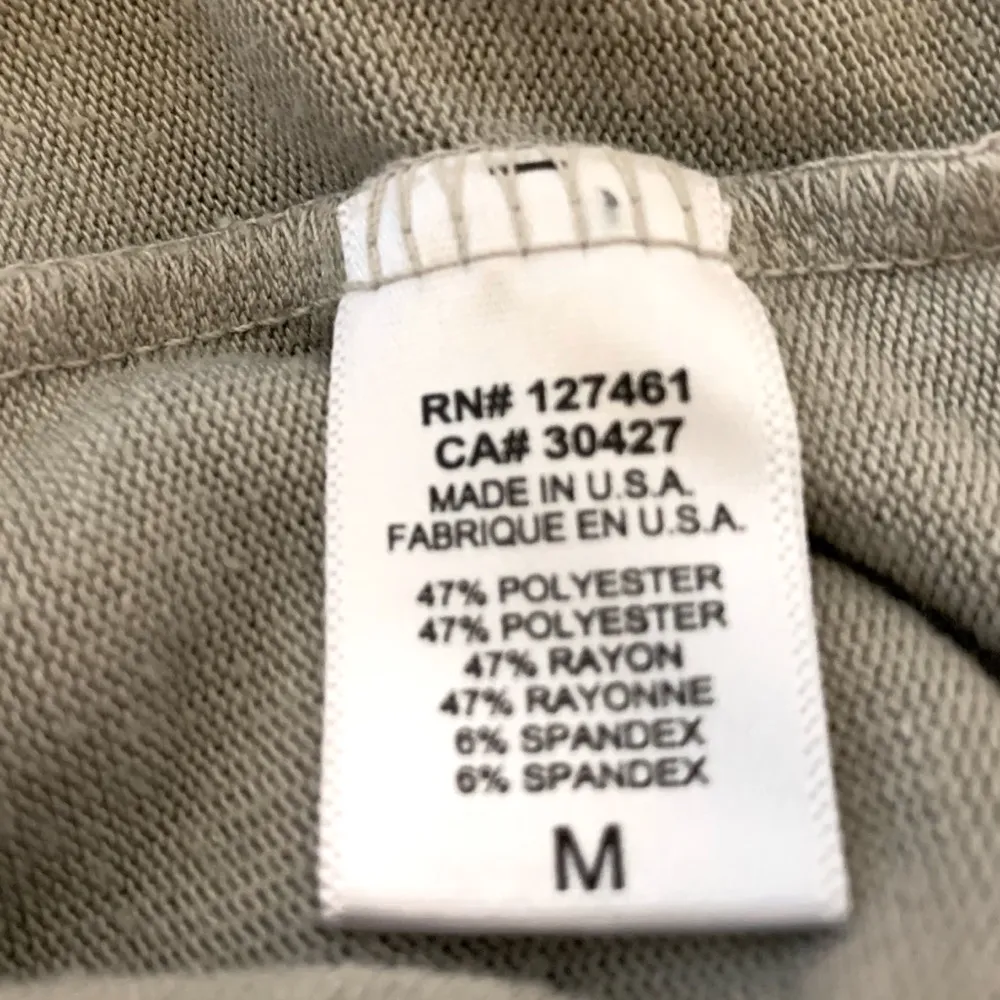 RN# 127461
CA# 30427
MADE IN U.S.A.
FABRIQUE EN U.S.A.
47% POLYESTER
47% POLYESTER
47% RAYON
47% RAYONNE
6% SPANDEX
6% SPANDEX
M